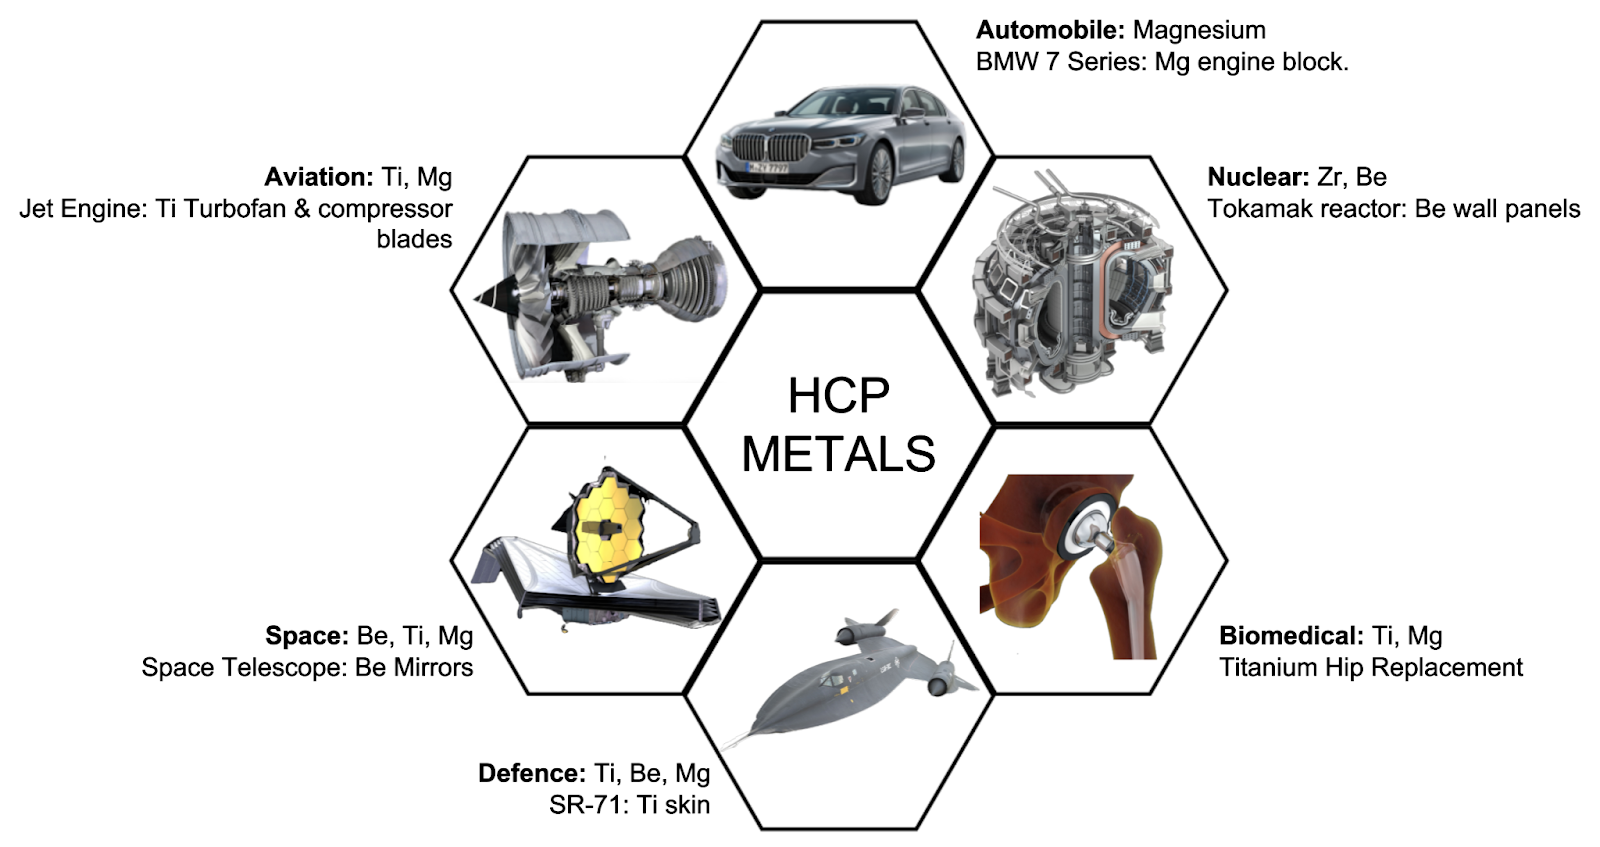 Automobile: Magnesium
BMW 7 Series: Mg engine block.
Aviation: Ti, Mg
Jet Engine: Ti Turbofan & compressor
blades
Nuclear: Zr, Be
Tokamak reactor: Be wall panels
HCP
METALS
Space: Be, Ti, Mg
Space Telescope: Be Mirrors
Biomedical: Ti, Mg
Titanium Hip Replacement
Defence: Ti, Be, Mg
SR-71: Ti skin